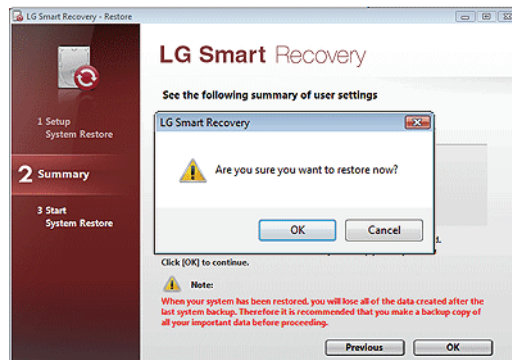 LG Smart Recovery - Restore
LG Smart Recovery
See the following summary of user settings
1 Setup
System Restore
2 Summary
3 Start
System Restore
LG Smart Recovery
Are you sure you want to restore now?
OK
Cancel
Click [OK] to continue.
Note:
When your system has been restored, you will lose all of the data created after the
last system backup. Therefore it is recommended that you make a backup copy of
all your important data before proceeding.
Previous
OK